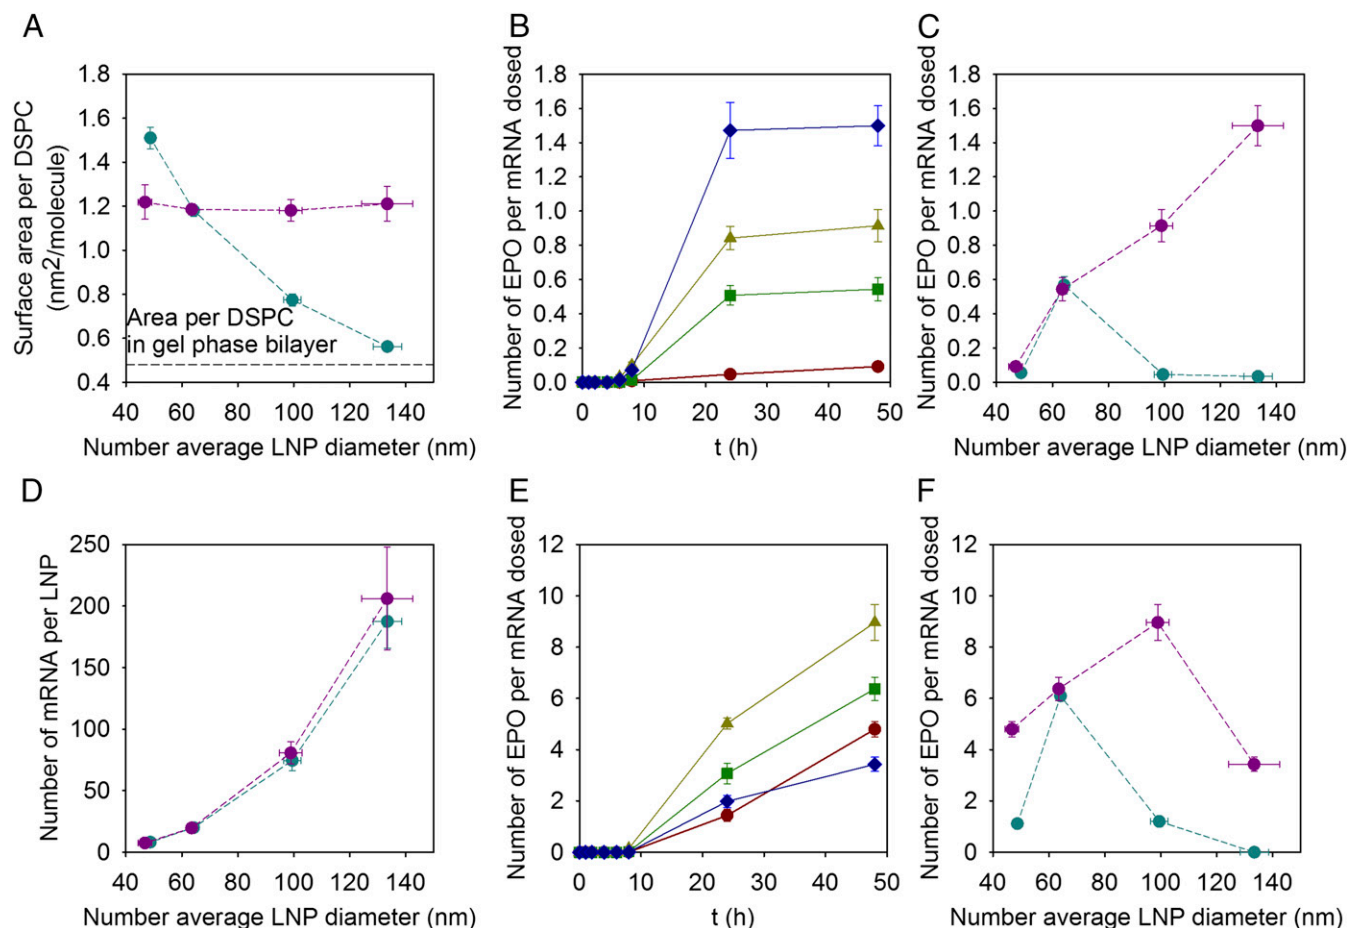 A
Surface area per DSPC
(nm2/molecule)
1.8
1.6
1.4
1.2
1.0
0.8
0.6
0.4
Area per DSPC
in gel phase bilayer
40 60 80 100 120 140
Number average LNP diameter (nm)
B
Number of EPO per mRNA dosed
1.8
1.6
1.4
1.2
1.0
0.8
0.6
0.4
0.2
0.0
0 10 20 30 40 50
t (h)
C
Number of EPO per mRNA dosed
1.8
1.6
1.4
1.2
1.0
0.8
0.6
0.4
0.2
0.0
40 60 80 100 120 140
Number average LNP diameter (nm)
D
Number of mRNA per LNP
250
200
150
100
50
0
40 60 80 100 120 140
Number average LNP diameter (nm)
E
Number of EPO per mRNA dosed
12
10
8
6
4
2
0
0 10 20 30 40 50
t (h)
F
Number of EPO per mRNA dosed
12
10
8
6
4
2
0
40 60 80 100 120 140
Number average LNP diameter (nm)